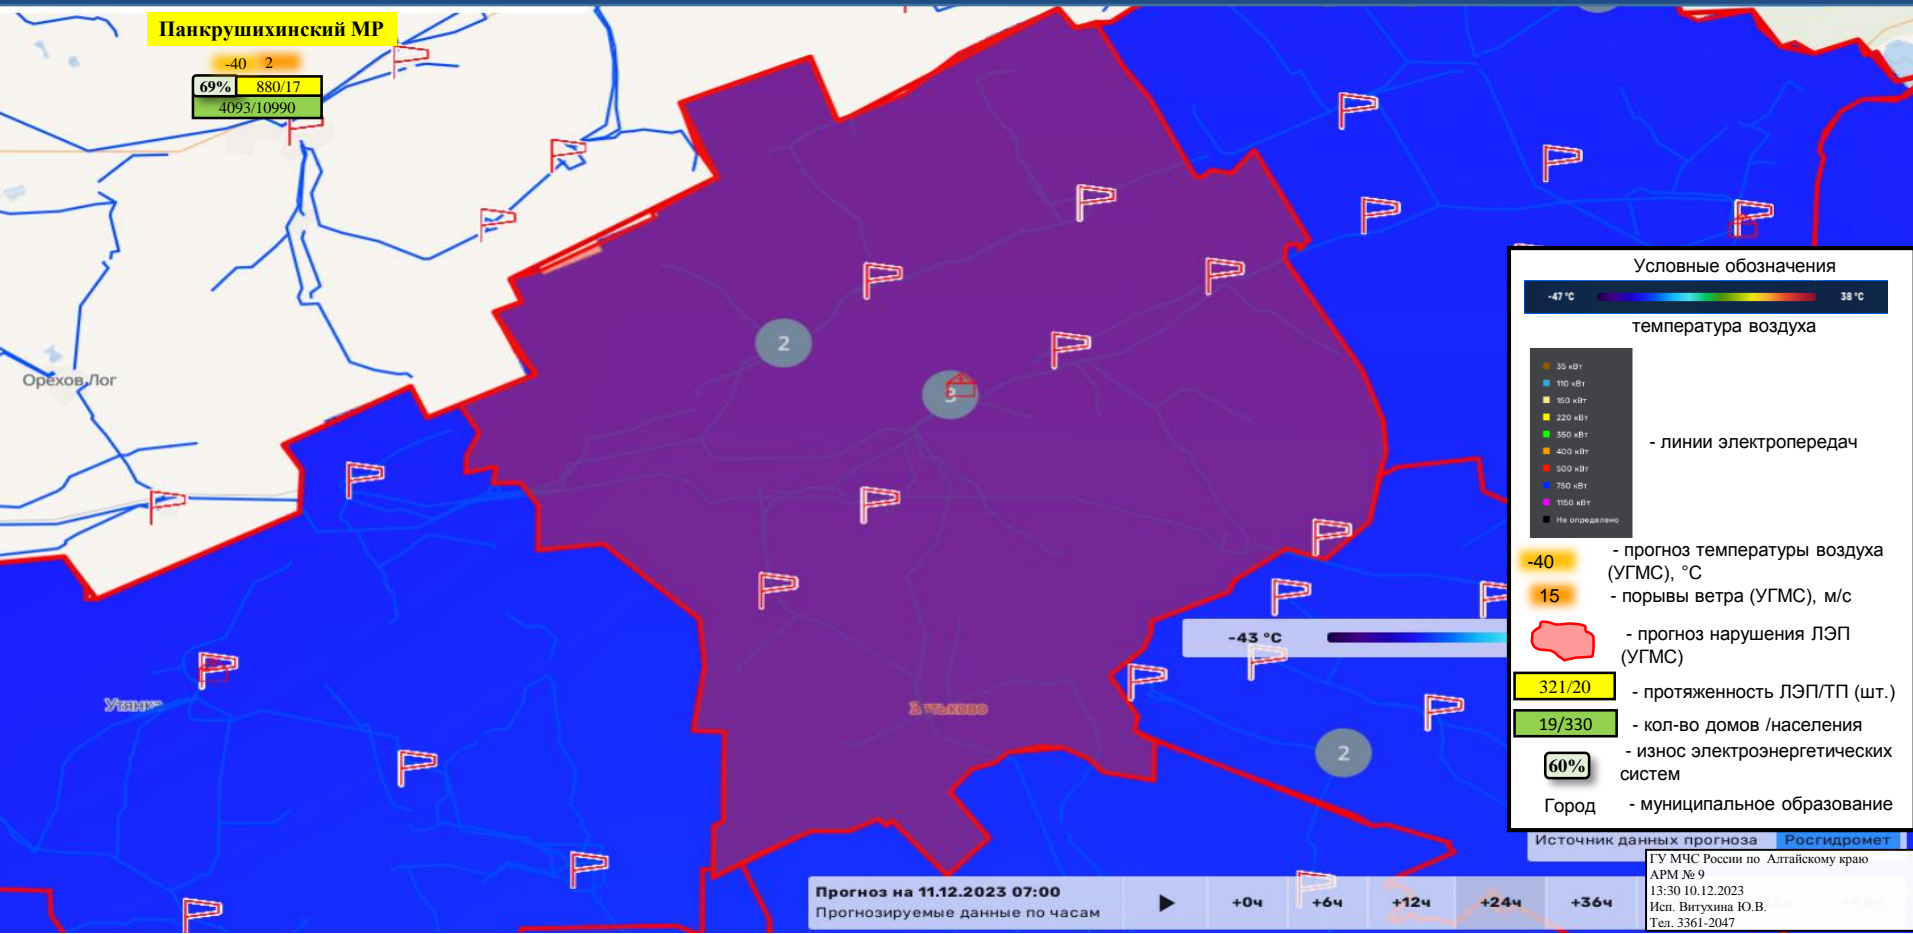 Панкрушихинский МР
-40 2
69% 880/17
4093/10990
2
3
Орехов Лог
Утянка
2
-43 °C
Условные обозначения
-47 °C 38 °C
температура воздуха
35 кВт
110 кВт
150 кВт
220 кВт
350 кВт
400 кВт
500 кВт
750 кВт
1150 кВт
Не определено
- линии электропередач
-40 - прогноз температуры воздуха
(УГМС), °С
15 - порывы ветра (УГМС), м/с
- прогноз нарушения ЛЭП
(УГМС)
321/20 - протяженность ЛЭП/ТП (шт.)
19/330 - кол-во домов /населения
60% - износ электроэнергетических
систем
Город - муниципальное образование
Источник данных прогноза Росгидромет
Прогноз на 11.12.2023 07:00
Прогнозируемые данные по часам
+0ч +6ч +12ч +24ч +36ч
ГУ МЧС России по Алтайскому краю
АРМ № 9
13:30 10.12.2023
Исп. Витухина Ю.В.
Тел. 3361-2047